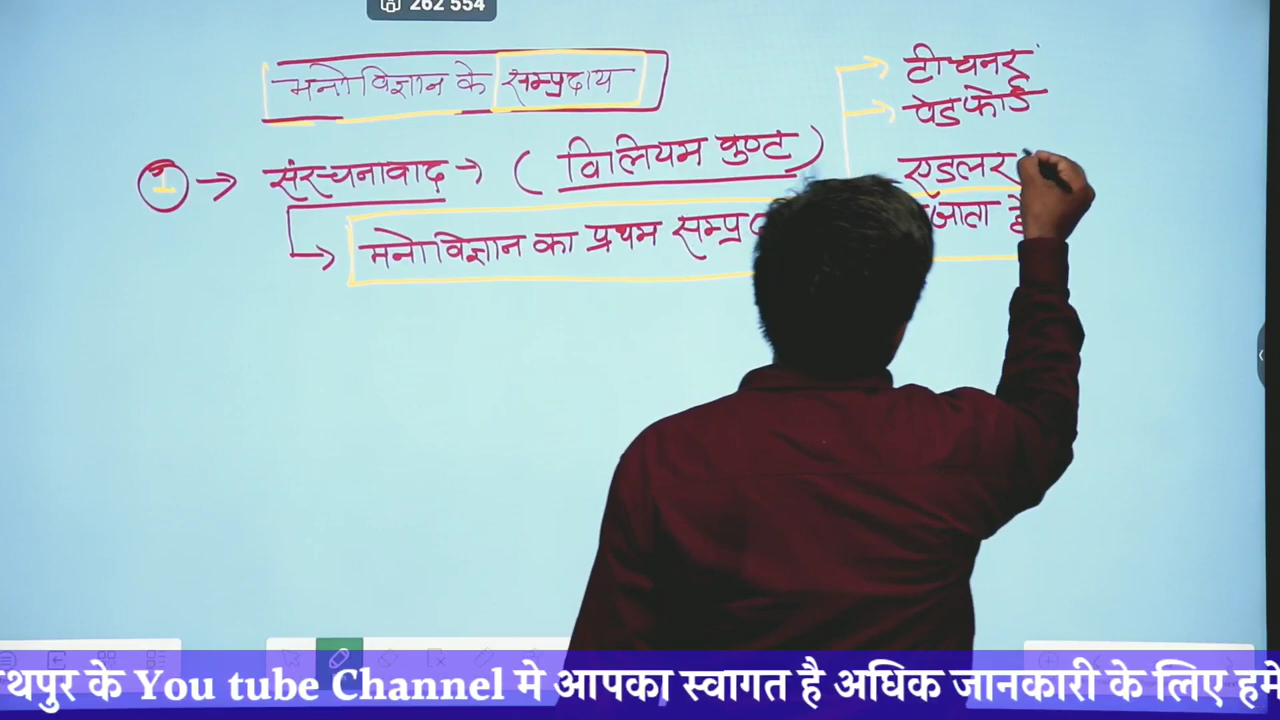 262 554
मनोविज्ञान के सम्प्रदाय
1 → संरचनावाद → ( विलियम वुण्ट )
→ मनोविज्ञान का प्रथम सम्प्रद जाता है
→ टीचनर
→ वेडफोर्ड
एडलर
थपुर के You tube Channel मे आपका स्वागत है अधिक जानकारी के लिए हमे